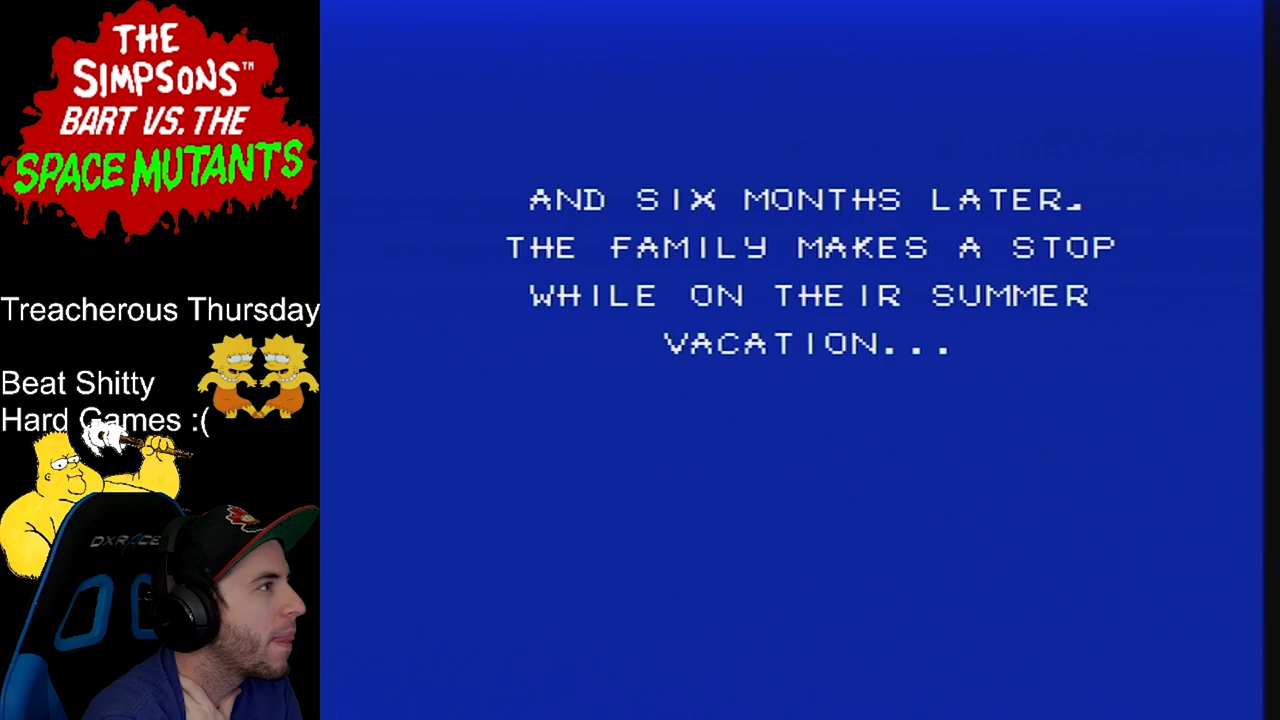 THE
SIMPSONS™
BART VS. THE
SPACE MUTANTS
Treacherous Thursday
Beat Shitty
Hard Games :(
DXRACE
AND SIX MONTHS LATER.
THE FAMILY MAKES A STOP
WHILE ON THEIR SUMMER
VACATION...